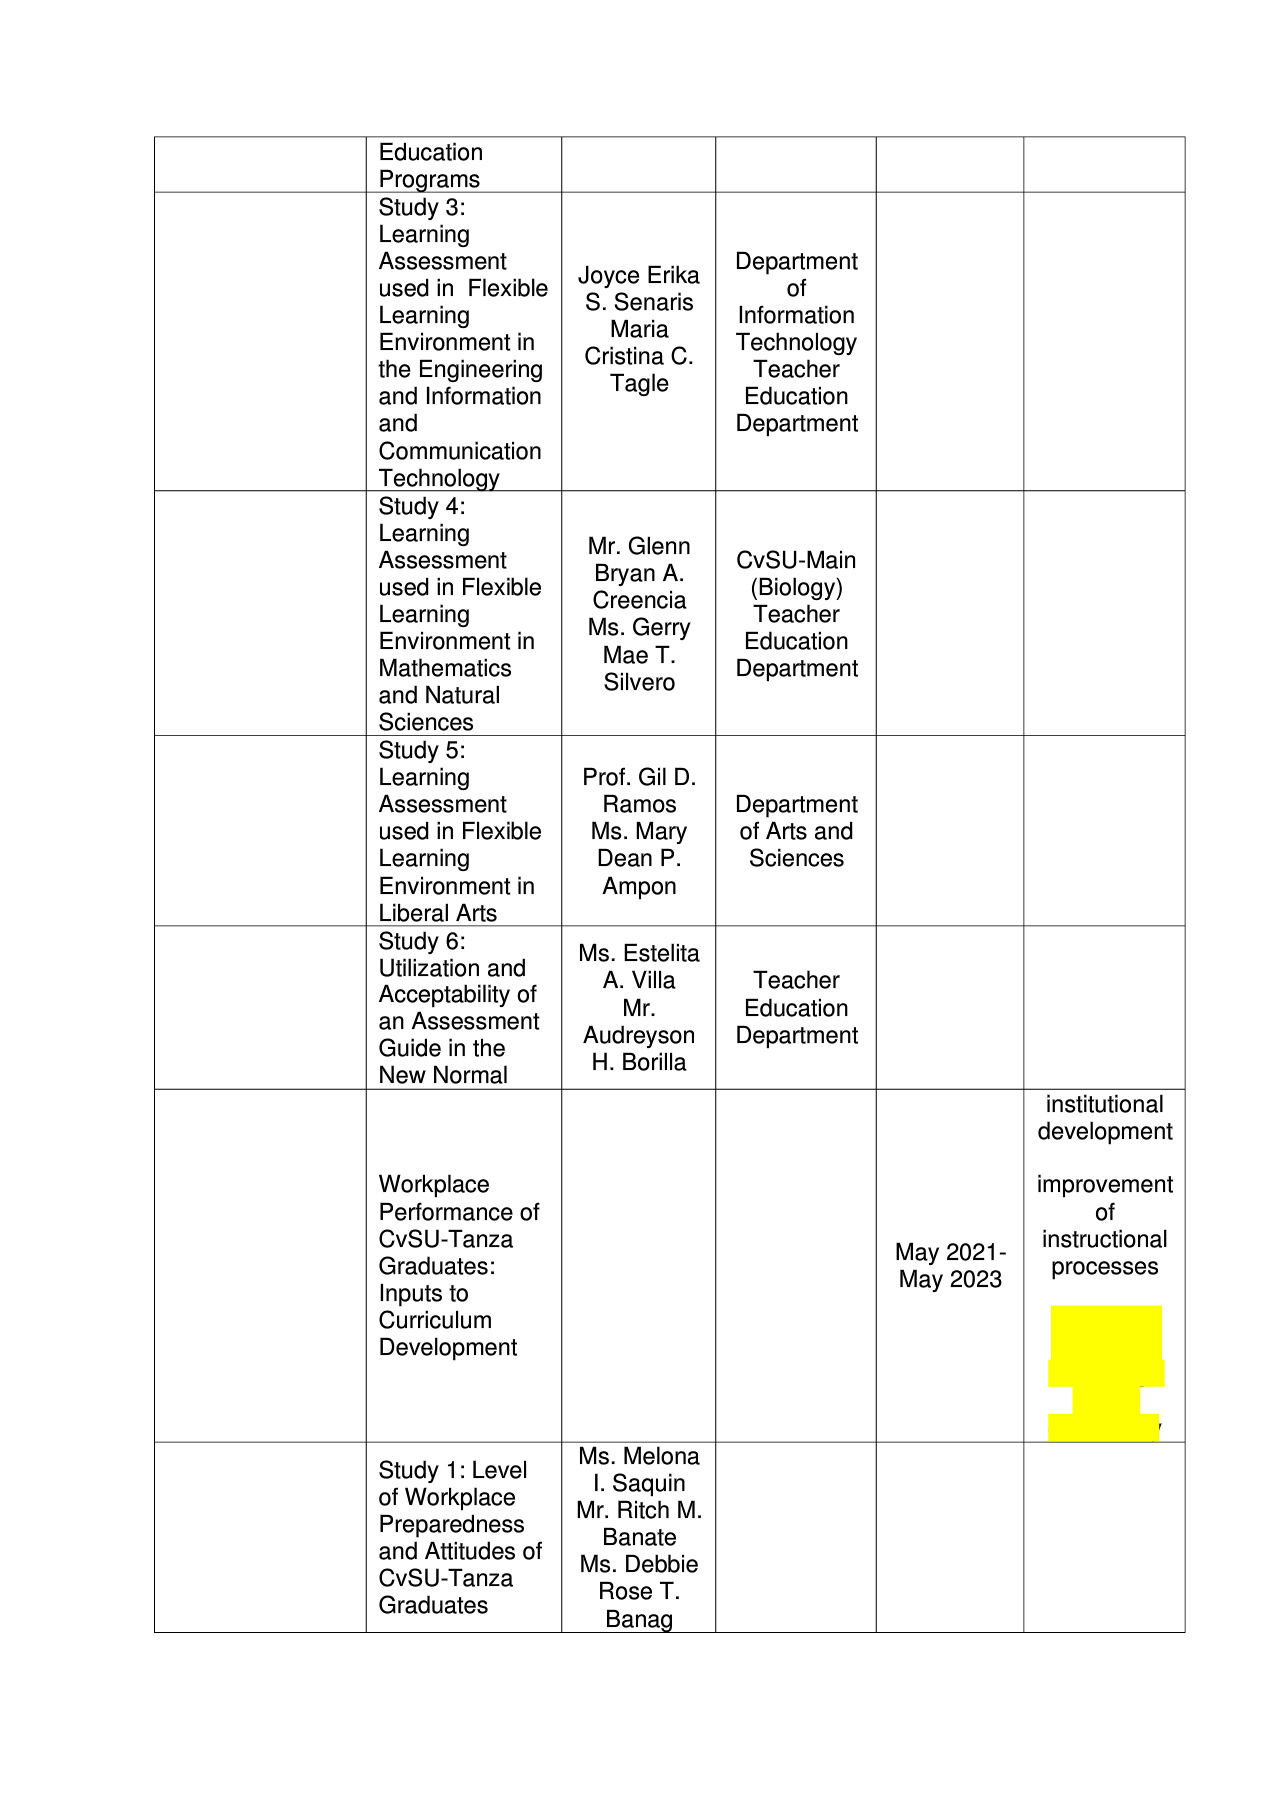 Education
Programs
Study 3:
Learning
Assessment
used in  Flexible
Learning
Environment in
the Engineering
and Information
and
Communication
Technology
Joyce Erika
S. Senaris
Maria
Cristina C.
Tagle
Department
of
Information
Technology
Teacher
Education
Department
Study 4:
Learning
Assessment
used in Flexible
Learning
Environment in
Mathematics
and Natural
Sciences
Mr. Glenn
Bryan A.
Creencia
Ms. Gerry
Mae T.
Silvero
CvSU-Main
(Biology)
Teacher
Education
Department
Study 5:
Learning
Assessment
used in Flexible
Learning
Environment in
Liberal Arts
Prof. Gil D.
Ramos
Ms. Mary
Dean P.
Ampon
Department
of Arts and
Sciences
Study 6:
Utilization and
Acceptability of
an Assessment
Guide in the
New Normal
Ms. Estelita
A. Villa
Mr.
Audreyson
H. Borilla
Teacher
Education
Department
Workplace
Performance of
CvSU-Tanza
Graduates:
Inputs to
Curriculum
Development
May 2021-
May 2023
institutional
development
improvement
of
instructional
processes
Study 1: Level
of Workplace
Preparedness
and Attitudes of
CvSU-Tanza
Graduates
Ms. Melona
I. Saquin
Mr. Ritch M.
Banate
Ms. Debbie
Rose T.
Banag